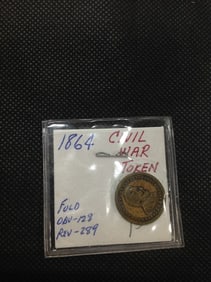 1864 CIVIL
WAR
TOKEN
FULD
OBV-128
REV-289